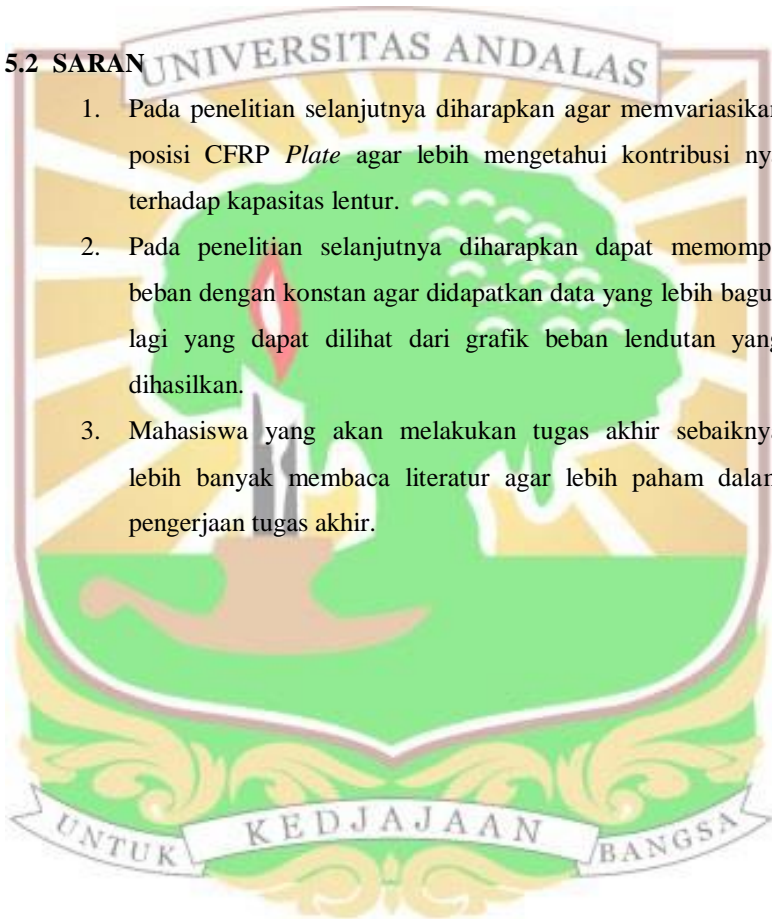 UNIVERSITAS ANDALAS
5.2 SARAN
1. Pada penelitian selanjutnya diharapkan agar memvariasikan
posisi CFRP Plate agar lebih mengetahui kontribusi ny
terhadap kapasitas lentur.
2. Pada penelitian selanjutnya diharapkan dapat memomp
beban dengan konstan agar didapatkan data yang lebih bagu
lagi yang dapat dilihat dari grafik beban lendutan yang
dihasilkan.
3. Mahasiswa yang akan melakukan tugas akhir sebaikny
lebih banyak membaca literatur agar lebih paham dalam
pengerjaan tugas akhir.
UNTUK KEDJAJAAN BANGSA